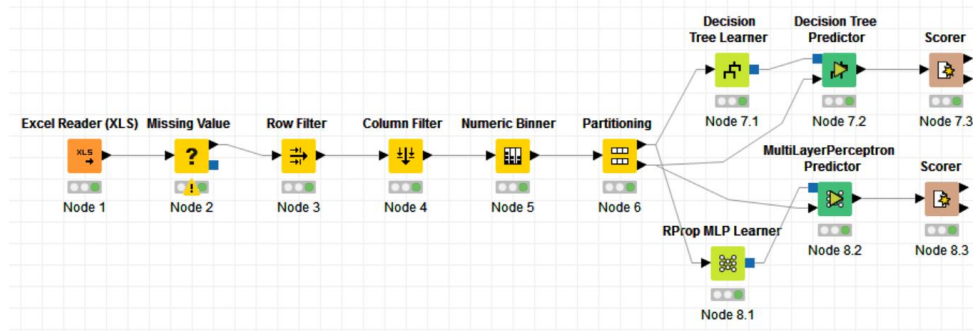 Decision
Tree Learner
Decision Tree
Predictor
Scorer
Node 7.1
Node 7.2
Node 7.3
Excel Reader (XLS)
Missing Value
Row Filter
Column Filter
Numeric Binner
Partitioning
XLS
?
Node 1
Node 2
Node 3
Node 4
Node 5
Node 6
MultiLayerPerceptron
Predictor
Scorer
Node 8.2
Node 8.3
RProp MLP Learner
Node 8.1